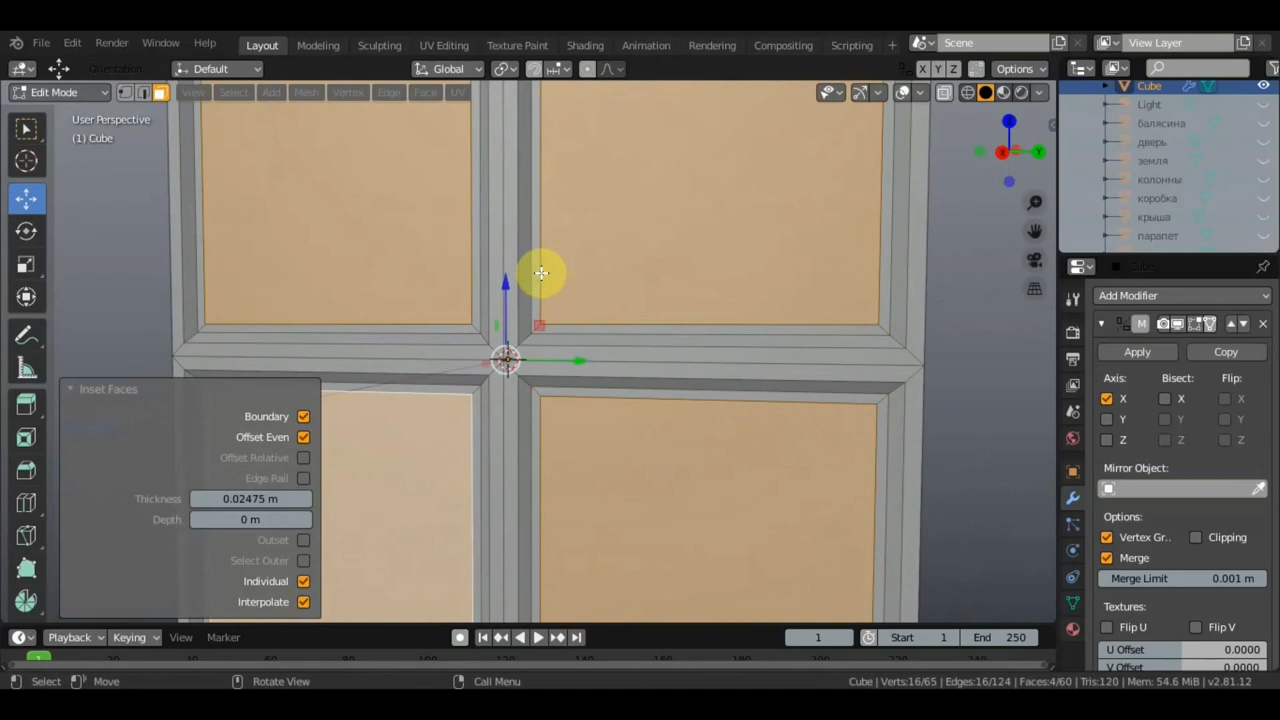 File Edit Render Window Help Layout Modeling Sculpting UV Editing Texture Paint Shading Animation Rendering Compositing Scripting + Scene View Layer
Orientation Default Global X Y Z Options
Edit Mode View Select Add Mesh Vertex Edge Face UV
User Perspective
(1) Cube
Z
X
Y
Cube
Light
балясина
дверь
земля
колонны
коробка
крыша
парапет
Cube
Add Modifier
M
Apply Copy
Axis: Bisect: Flip:
X X X
Y Y Y
Z Z Z
Mirror Object:
Options:
Vertex Gr.. Clipping
Merge
Merge Limit 0.001 m
Textures:
Flip U Flip V
U Offset 0.0000
V Offset 0.0000
Inset Faces
Boundary
Offset Even
Offset Relative
Edge Rail
Thickness 0.02475 m
Depth 0 m
Outset
Select Outer
Individual
Interpolate
Playback Keying View Marker 1 Start 1 End 250
1
Select Move Rotate View Call Menu Cube | Verts:16/65 | Edges:16/124 | Faces:4/60 | Tris:120 | Mem: 54.6 MiB | v2.81.12